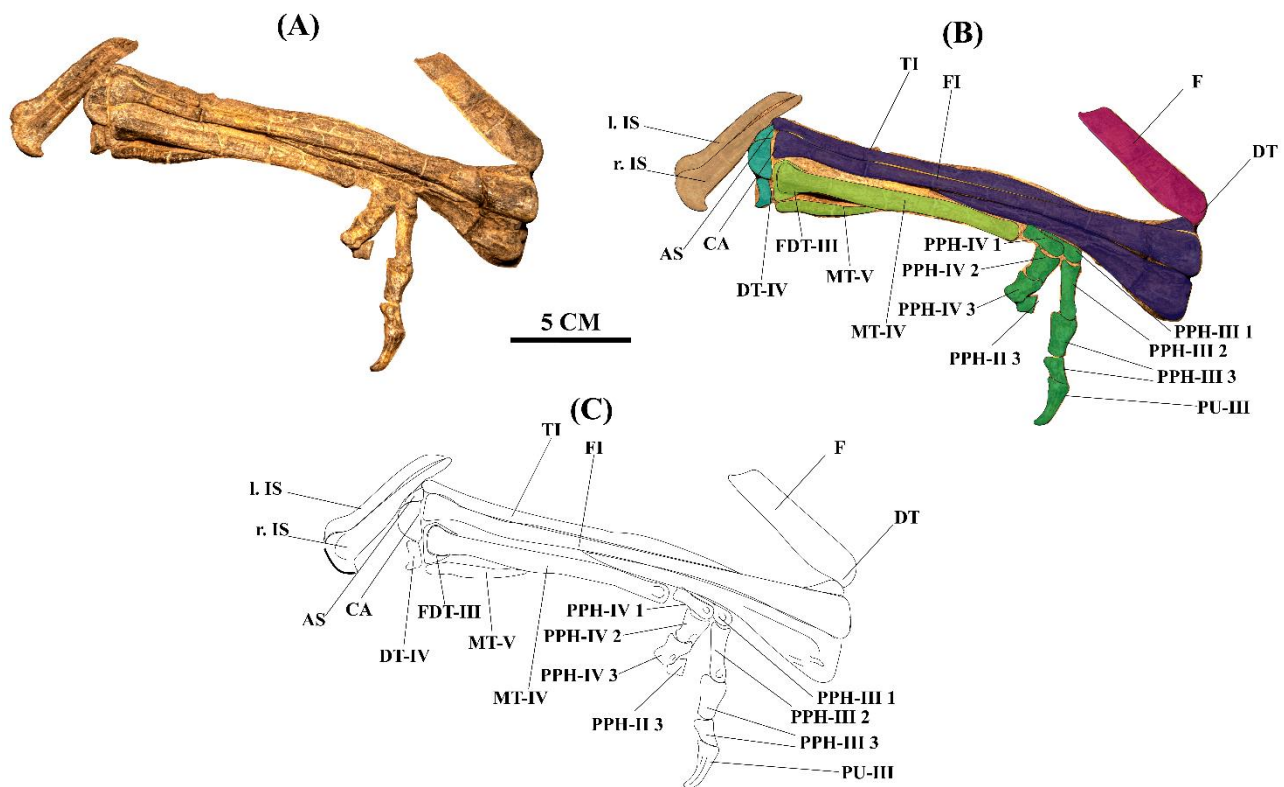 (A)
(B)
TI
FI
F
l. IS
r. IS
DT
AS
CA
FDT-III
DT-IV
MT-V
PPH-IV 1
PPH-IV 2
PPH-IV 3
MT-IV
PPH-II 3
PPH-III 1
PPH-III 2
PPH-III 3
PU-III
5 CM
(C)
TI
FI
F
l. IS
r. IS
DT
AS
CA
FDT-III
DT-IV
MT-V
PPH-IV 1
PPH-IV 2
PPH-IV 3
MT-IV
PPH-II 3
PPH-III 1
PPH-III 2
PPH-III 3
PU-III